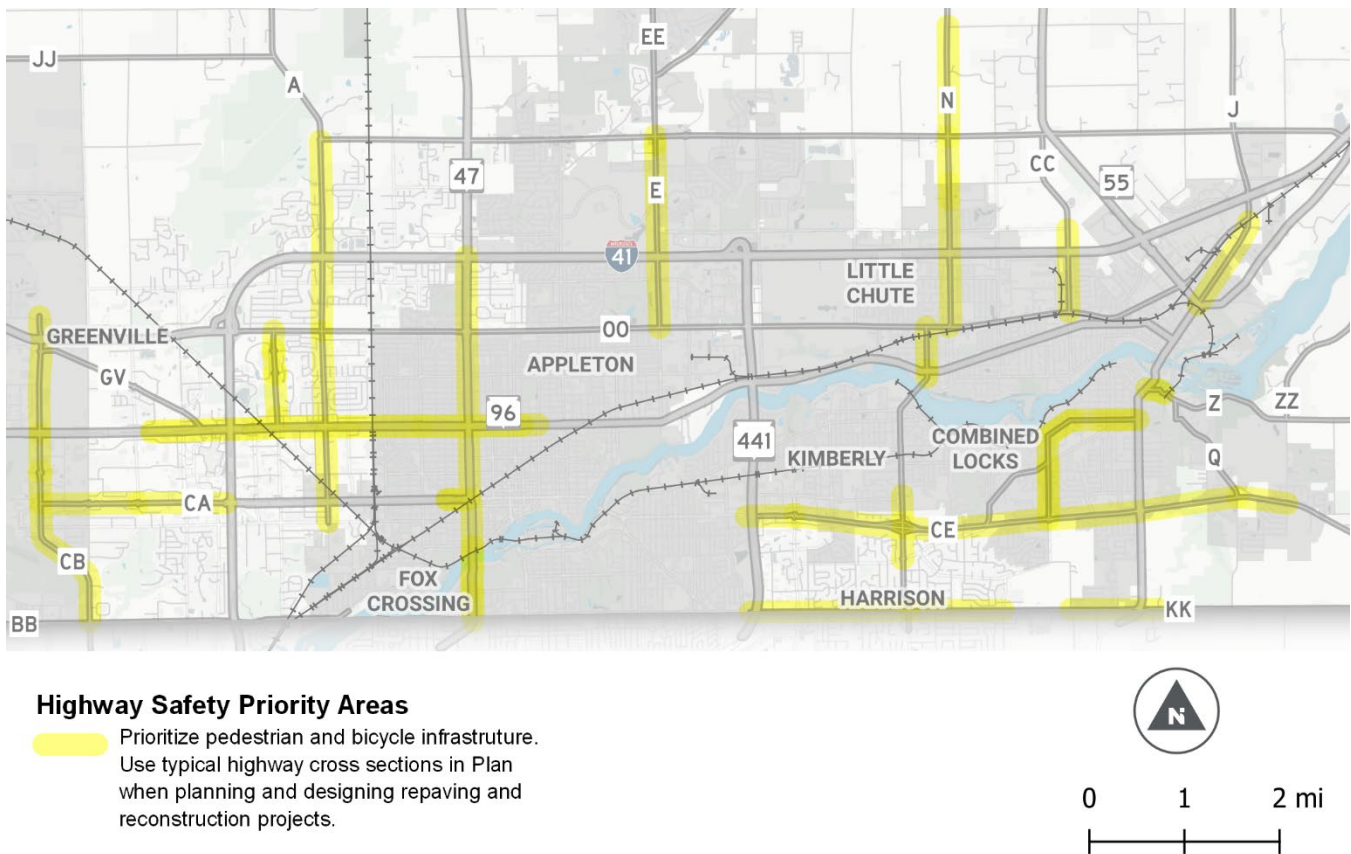 EE
JJ
A
N
J
CC
47
55
E
INTERSTATE
41
LITTLE
CHUTE
OO
GREENVILLE
APPLETON
GV
96
Z
ZZ
441
COMBINED
LOCKS
KIMBERLY
Q
CA
CE
CB
FOX
CROSSING
HARRISON
KK
BB
Highway Safety Priority Areas
Prioritize pedestrian and bicycle infrastruture.
Use typical highway cross sections in Plan
when planning and designing repaving and
reconstruction projects.
N
0 1 2 mi